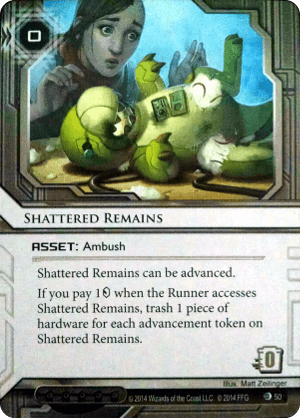 0
SHATTERED REMAINS
ASSET: Ambush
Shattered Remains can be advanced.
If you pay 1 when the Runner accesses
Shattered Remains, trash 1 piece of
hardware for each advancement token on
Shattered Remains.
0
Illus. Matt Zeilinger
© 2014 Wizards of the Coast LLC. © 2014 FFG
50